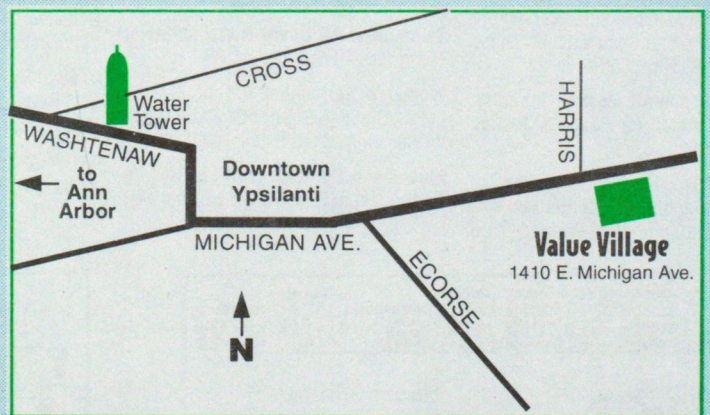 CROSS
Water
Tower
WASHTENAW
to
Ann
Arbor
Downtown
Ypsilanti
HARRIS
MICHIGAN AVE.
ECORSE
Value Village
1410 E. Michigan Ave.
N